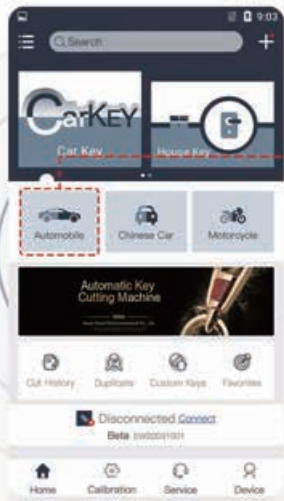 9:03
Search
CarKEY
Car Key
House Key
Automobile
Chinese Car
Motorcycle
Automatic Key
Cutting Machine
Cut History
Duplicate
Custom Keys
Favorites
Disconnected Connect
Beta
Home
Calibration
Service
Device